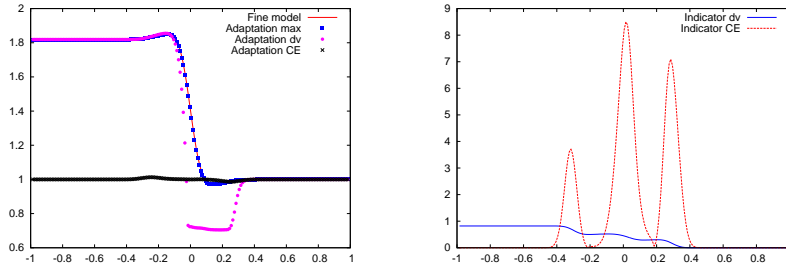 2
1.8
1.6
1.4
1.2
1
0.8
0.6
-1 -0.8 -0.6 -0.4 -0.2 0 0.2 0.4 0.6 0.8 1
Fine model
Adaptation max
Adaptation dv
Adaptation CE
9
8
7
6
5
4
3
2
1
0
-1 -0.8 -0.6 -0.4 -0.2 0 0.2 0.4 0.6 0.8 1
Indicator dv
Indicator CE